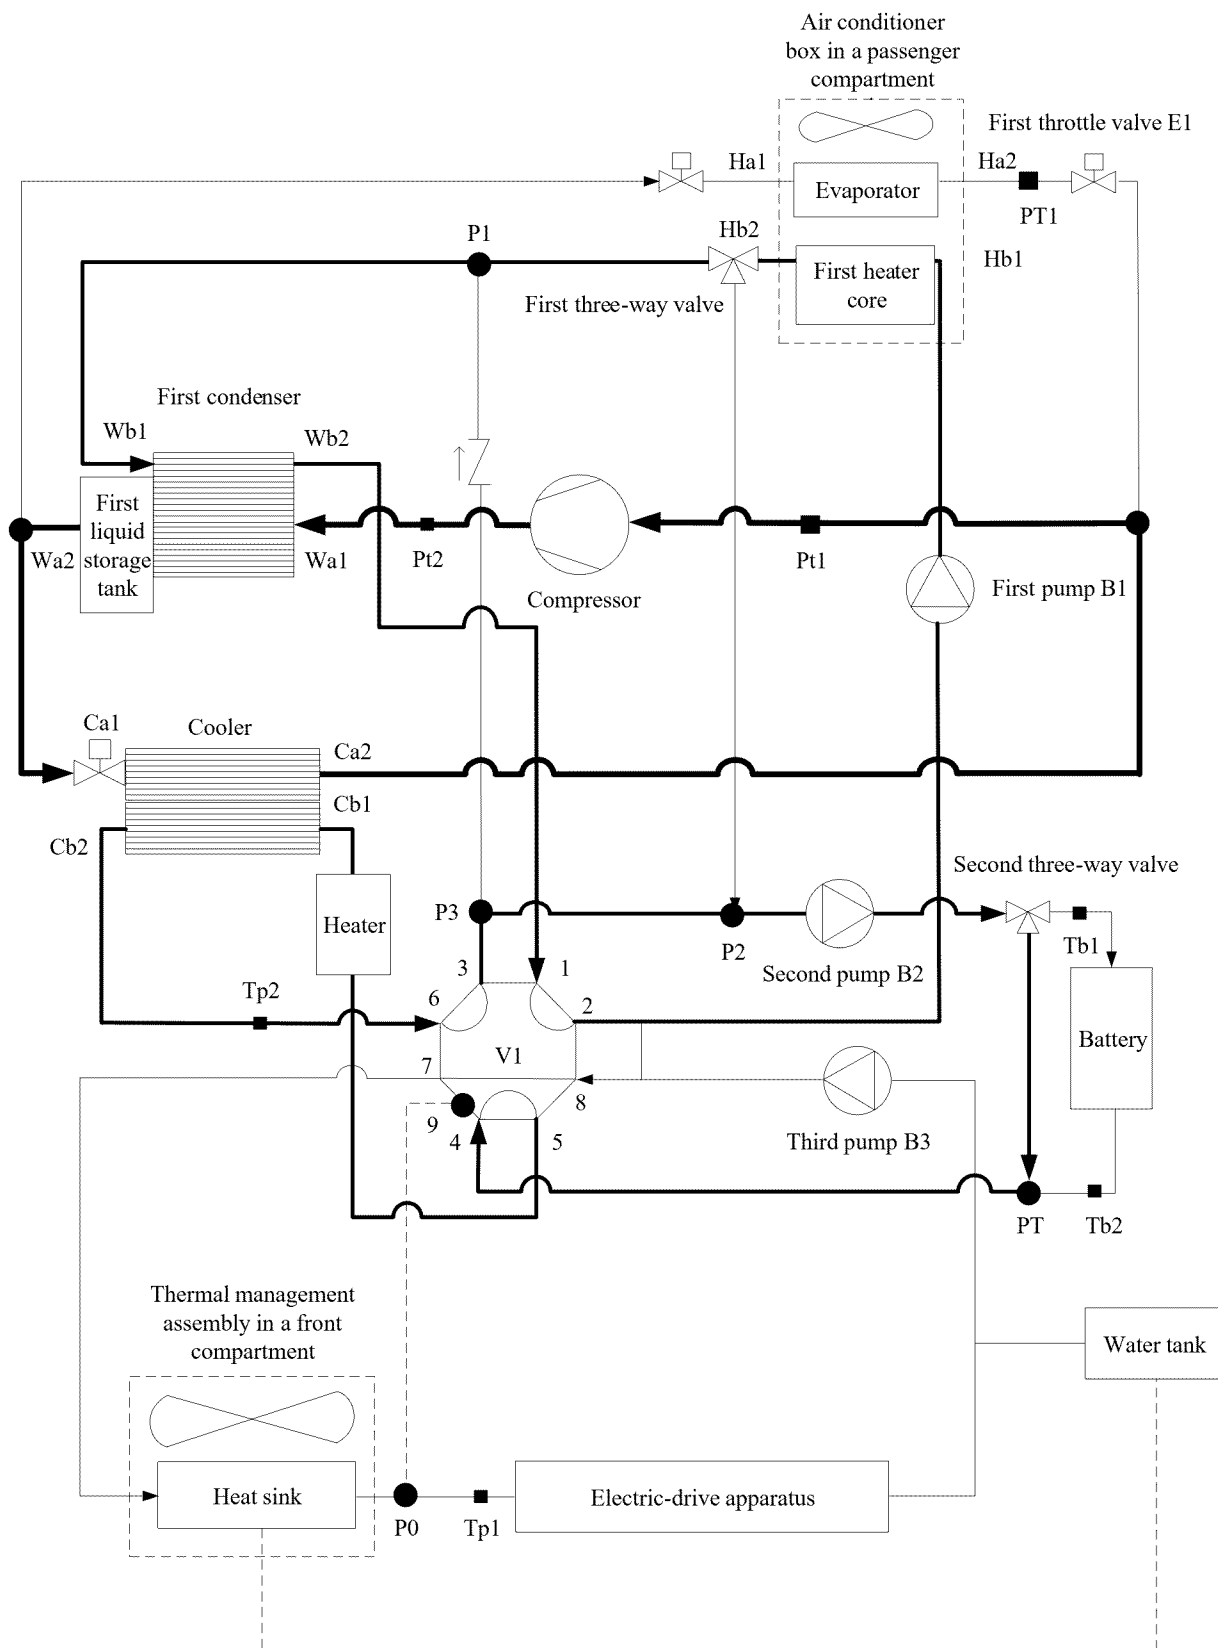 Air conditioner
box in a passenger
compartment
First throttle valve E1
Ha1
Ha2
Evaporator
PT1
P1
Hb2
Hb1
First heater
core
First three-way valve
First condenser
Wb1
Wb2
First
liquid
storage
tank
Wa2
Wa1
Pt2
Compressor
Pt1
First pump B1
Ca1
Cooler
Ca2
Cb1
Cb2
Heater
Second three-way valve
P3
P2
Tb1
Second pump B2
3
1
Tp2
6
2
V1
Battery
7
8
9
4
5
Third pump B3
PT
Tb2
Thermal management
assembly in a front
compartment
Water tank
Heat sink
P0
Tp1
Electric-drive apparatus